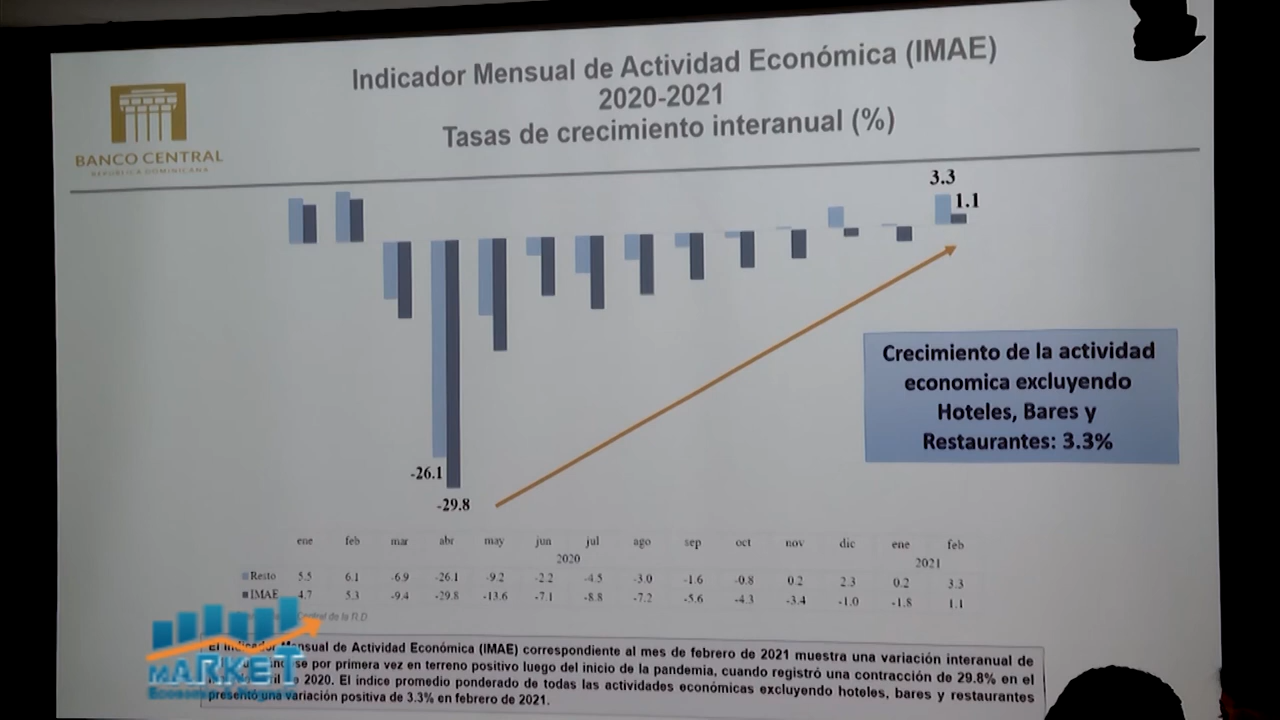 Indicador Mensual de Actividad Económica (IMAE)
2020-2021
Tasas de crecimiento interanual (%)
BANCO CENTRAL
REPÚBLICA DOMINICANA
3.3
1.1
-26.1
-29.8
Crecimiento de la actividad
economica excluyendo
Hoteles, Bares y
Restaurantes: 3.3%
ene feb mar abr may jun jul ago sep oct nov dic ene feb
2020 2021
Resto 5.5 6.1 -6.9 -26.1 -9.2 -2.2 -4.5 -3.0 -1.6 -0.8 0.2 2.3 0.2 3.3
IMAE 4.7 5.3 -9.4 -29.8 -13.6 -7.1 -8.8 -7.2 -5.6 -4.3 -3.4 -1.0 -1.8 1.1
Central de la R.D
El Indicador Mensual de Actividad Económica (IMAE) correspondiente al mes de febrero de 2021 muestra una variación interanual de
se por primera vez en terreno positivo luego del inicio de la pandemia, cuando registró una contracción de 29.8% en el
de 2020. El índice promedio ponderado de todas las actividades económicas excluyendo hoteles, bares y restaurantes
presentó una variación positiva de 3.3% en febrero de 2021.
MARKET